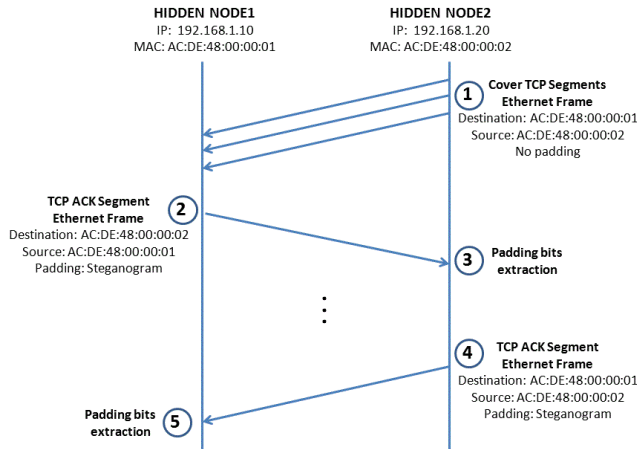 HIDDEN NODE1
IP: 192.168.1.10
MAC: AC:DE:48:00:00:01
HIDDEN NODE2
IP: 192.168.1.20
MAC: AC:DE:48:00:00:02
1
Cover TCP Segments
Ethernet Frame
Destination: AC:DE:48:00:00:01
Source: AC:DE:48:00:00:02
No padding
TCP ACK Segment
Ethernet Frame
2
Destination: AC:DE:48:00:00:02
Source: AC:DE:48:00:00:01
Padding: Steganogram
3
Padding bits
extraction
4
TCP ACK Segment
Ethernet Frame
Destination: AC:DE:48:00:00:01
Source: AC:DE:48:00:00:02
Padding: Steganogram
Padding bits
extraction
5